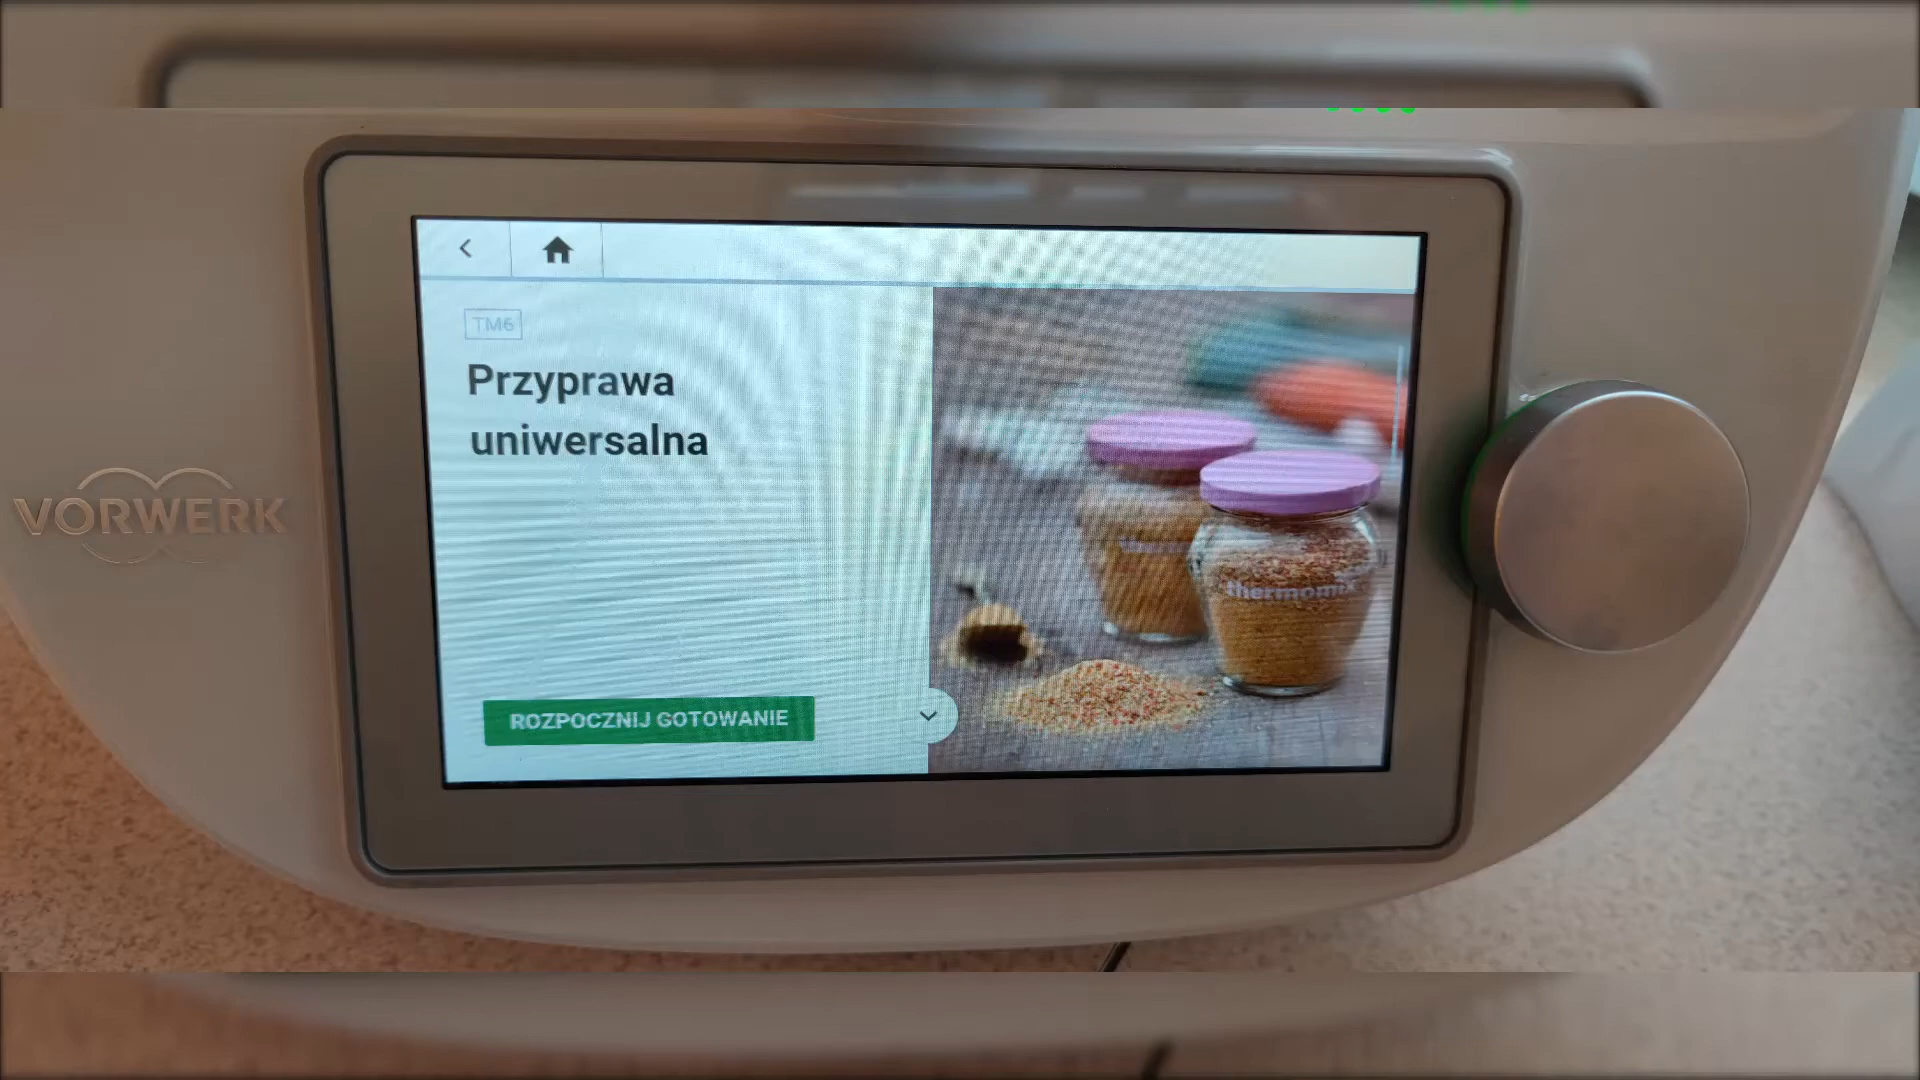 TM6
Przyprawa
uniwersalna
VORWERK
thermomix
ROZPOCZNIJ GOTOWANIE